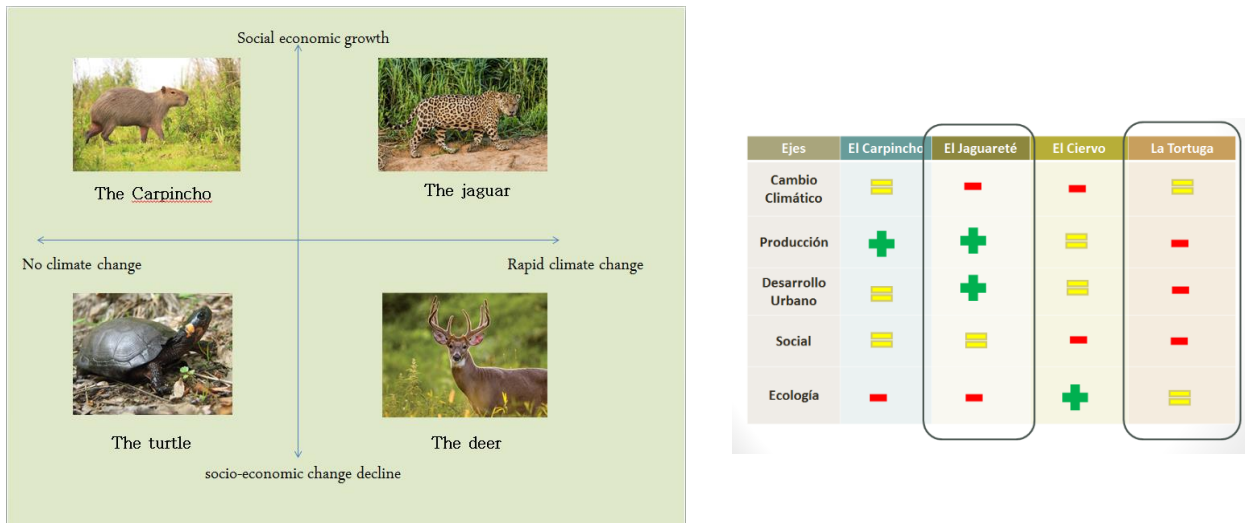 Social economic growth
The Carpincho
The jaguar
No climate change
Rapid climate change
The turtle
The deer
socio-economic change decline
Ejes El Carpincho El Jaguareté El Ciervo La Tortuga
Cambio
Climático = - - =
Producción + + = -
Desarrollo
Urbano = + = -
Social = = - -
Ecología - - + =